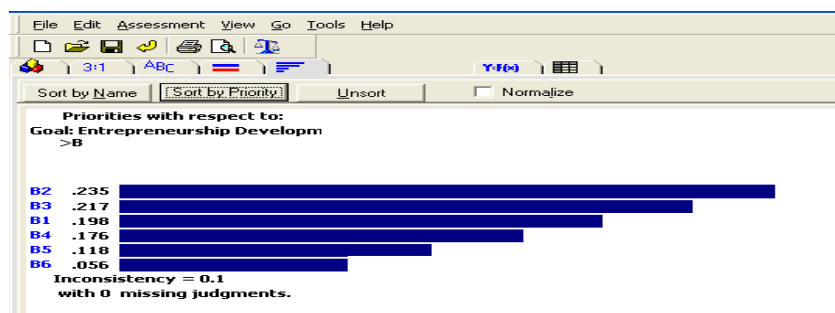 File Edit Assessment View Go Tools Help
3:1 ABC Y=F(x)
Sort by Name Sort by Priority Unsort Normalize
Priorities with respect to:
Goal: Entrepreneurship Developm
>B
B2 .235
B3 .217
B1 .198
B4 .176
B5 .118
B6 .056
Inconsistency = 0.1
with 0 missing judgments.